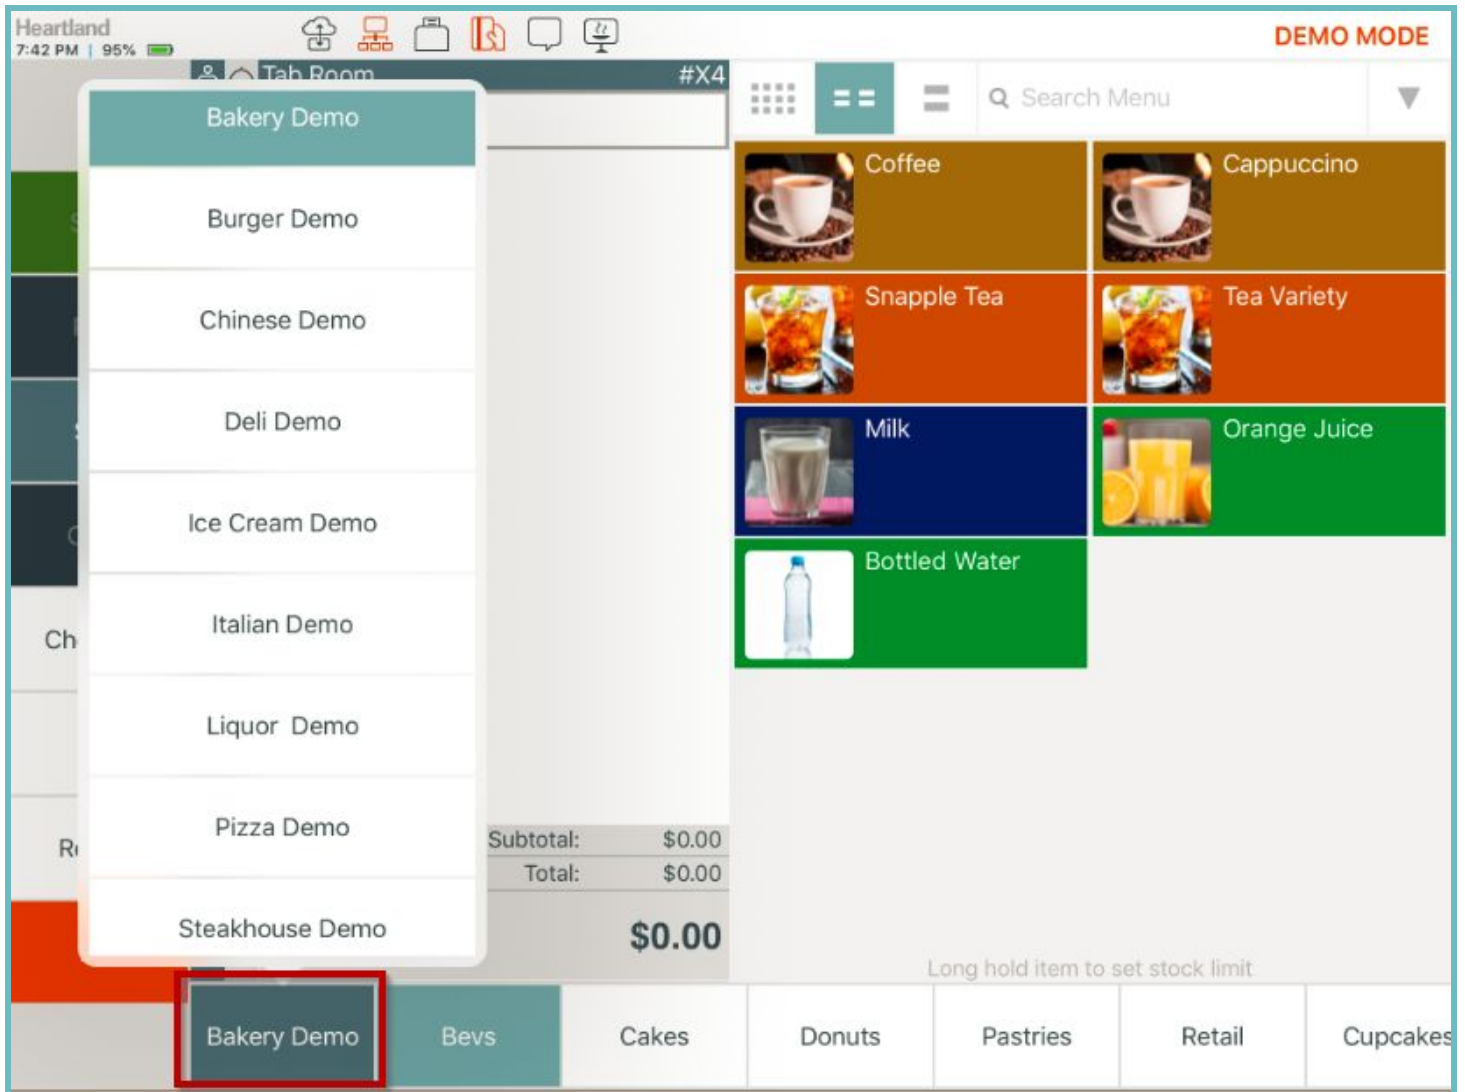 Heartland
7:42 PM | 95%
DEMO MODE
Tab Room #X4
Search Menu
Bakery Demo
Burger Demo
Chinese Demo
Deli Demo
Ice Cream Demo
Italian Demo
Liquor Demo
Pizza Demo
Steakhouse Demo
Ch
Coffee
Cappuccino
Snapple Tea
Tea Variety
Milk
Orange Juice
Bottled Water
Subtotal: $0.00
Total: $0.00
$0.00
Long hold item to set stock limit
Bakery Demo
Bevs
Cakes
Donuts
Pastries
Retail
Cupcakes